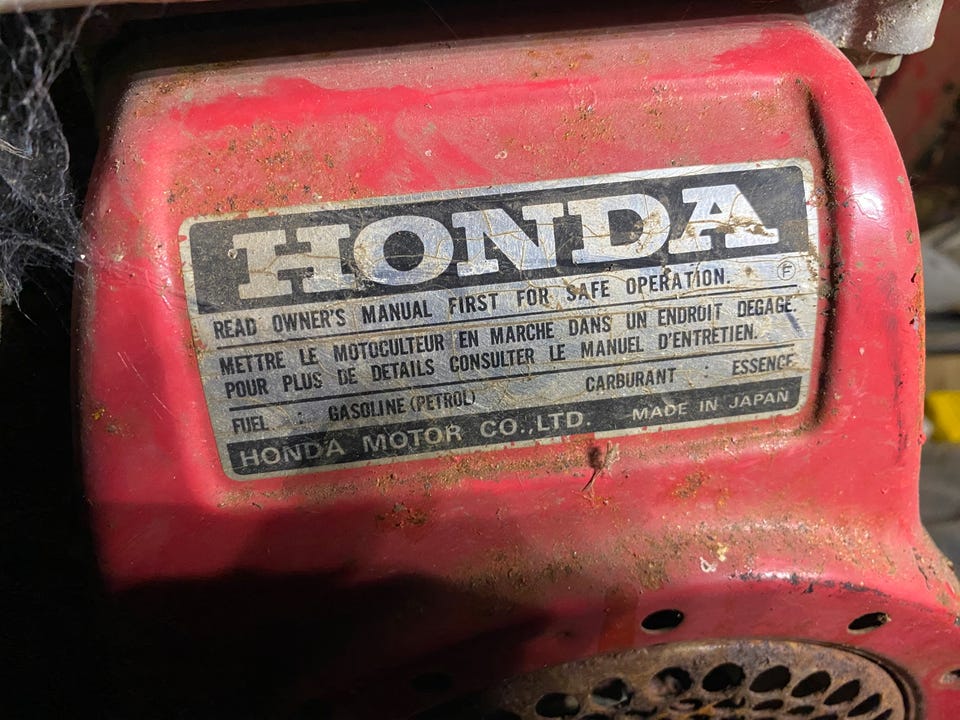 HONDA
READ OWNER'S MANUAL FIRST FOR SAFE OPERATION. F
METTRE LE MOTOCULTEUR EN MARCHE DANS UN ENDROIT DEGAGE.
POUR PLUS DE DETAILS CONSULTER LE MANUEL D'ENTRETIEN.
FUEL : GASOLINE (PETROL) CARBURANT : ESSENCE
HONDA MOTOR CO., LTD. MADE IN JAPAN